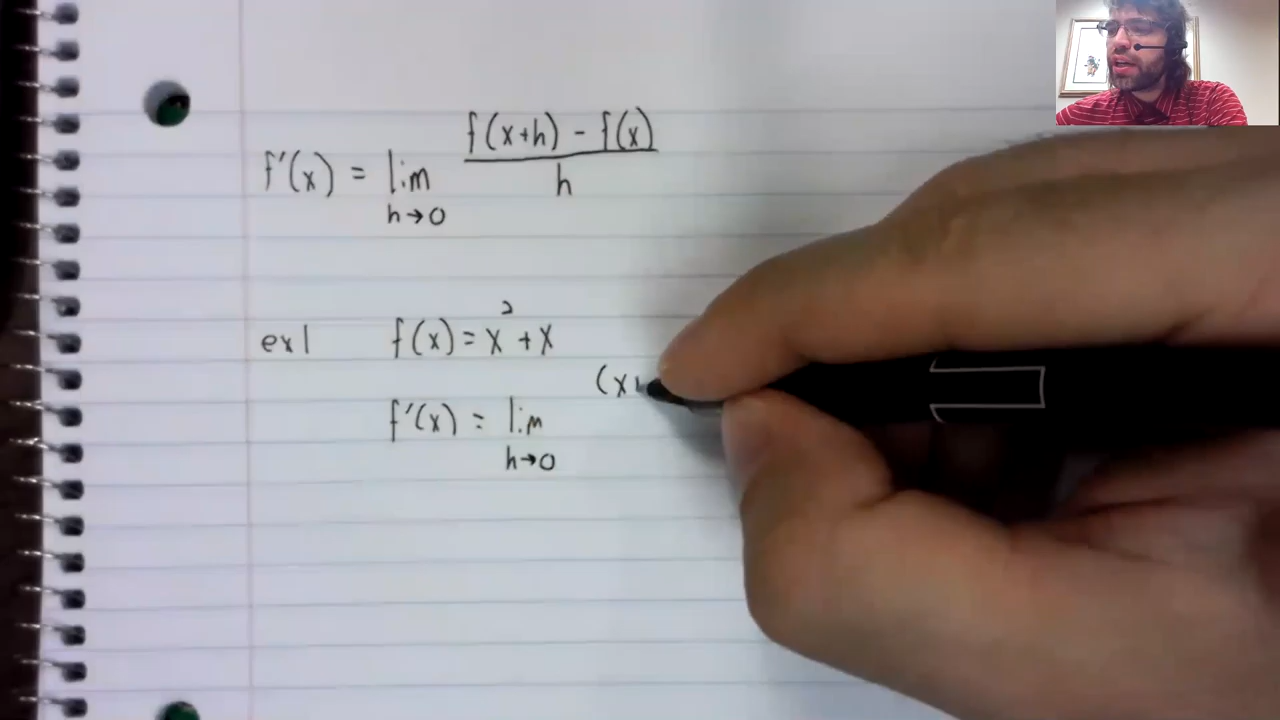 f'(x) = lim h→0 f(x+h) - f(x) / h
ex1 f(x) = x² + x
f'(x) = lim h→0 (x